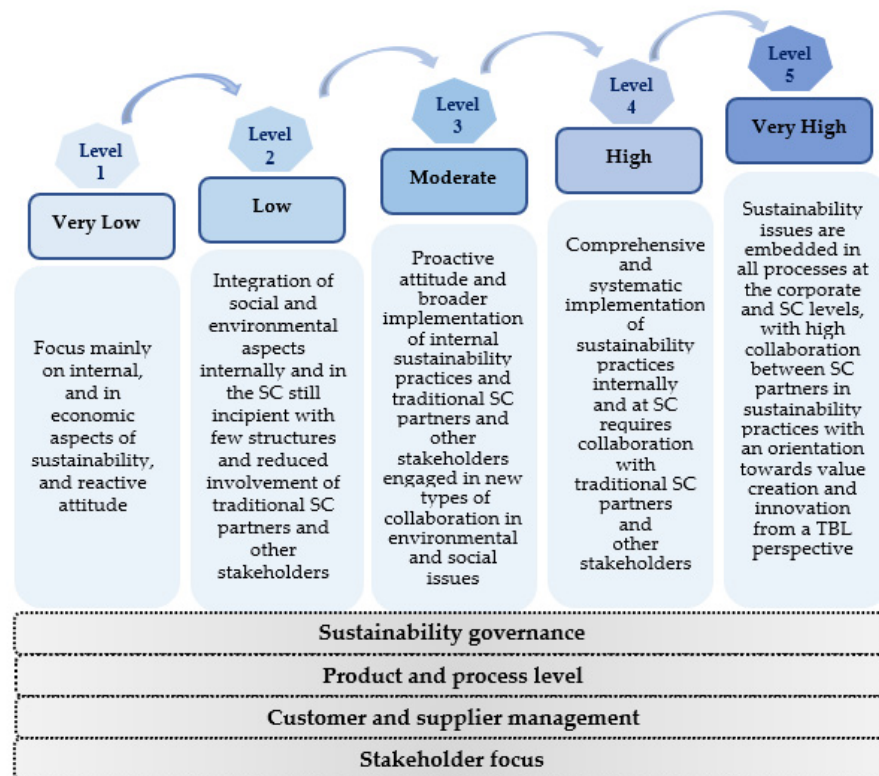 Level
1
Very Low
Focus mainly
on internal,
and in
economic
aspects of
sustainability,
and reactive
attitude
Level
2
Low
Integration of
social and
environmental
aspects
internally and in
the SC still
incipient with
few structures
and reduced
involvement of
traditional SC
partners and
other
stakeholders
Level
3
Moderate
Proactive
attitude and
broader
implementation
of internal
sustainability
practices and
traditional SC
partners and
other
stakeholders
engaged in new
types of
collaboration in
environmental
and social
issues
Level
4
High
Comprehensive
and
systematic
implementation
of
sustainability
practices
internally
and at SC
requires
collaboration
with
traditional SC
partners
and
other
stakeholders
Level
5
Very High
Sustainability
issues are
embedded in
all processes at
the corporate
and SC levels,
with high
collaboration
between SC
partners in
sustainability
practices with
an orientation
towards value
creation and
innovation
from a TBL
perspective
Sustainability governance
Product and process level
Customer and supplier management
Stakeholder focus